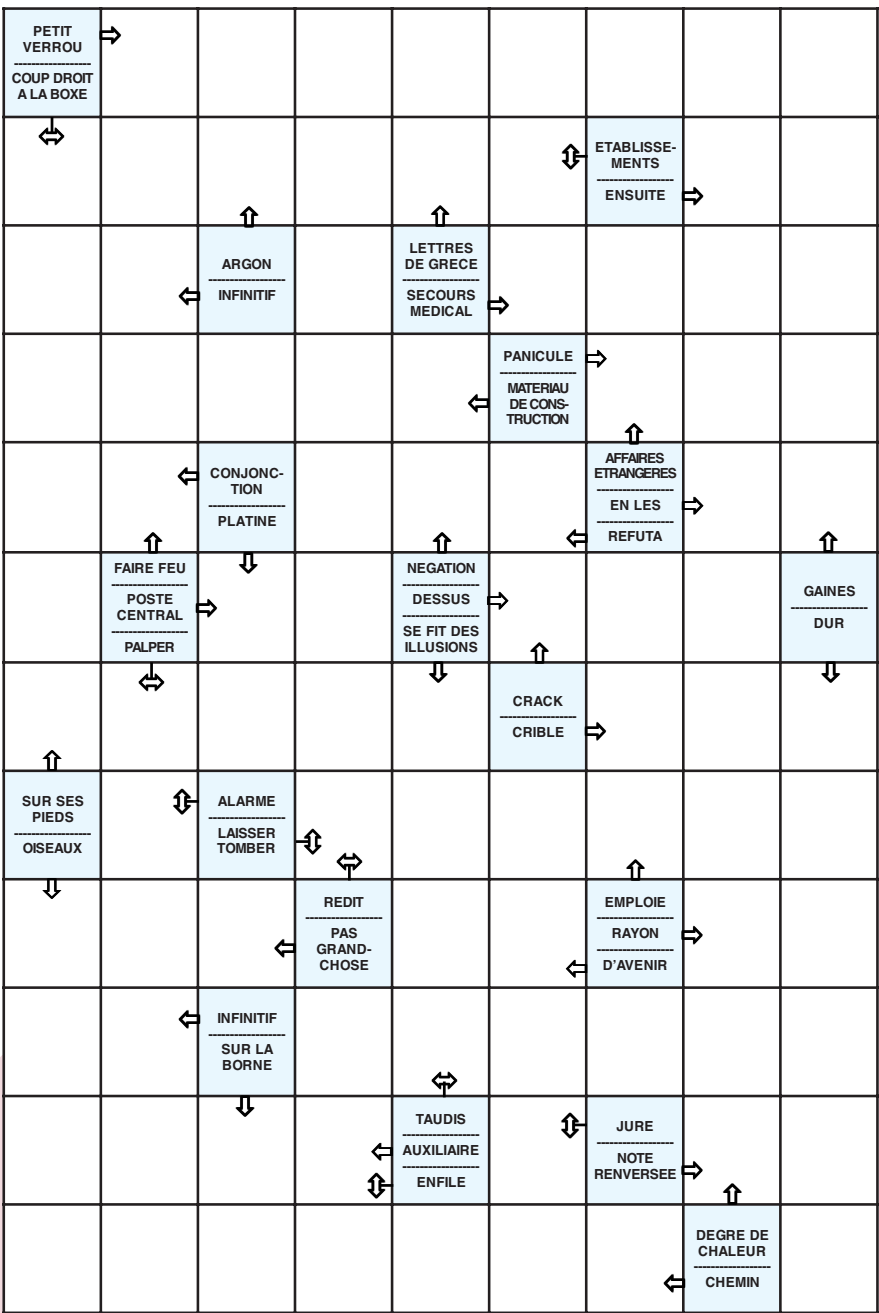 PETIT
VERROU
COUP DROIT
A LA BOXE
ETABLISSE-
MENTS
ENSUITE
ARGON
INFINITIF
LETTRES
DE GRECE
SECOURS
MEDICAL
PANICULE
MATERIAU
DE CONS-
TRUCTION
CONJONC-
TION
PLATINE
AFFAIRES
ETRANGERES
EN LES
REFUTA
FAIRE FEU
POSTE
CENTRAL
PALPER
NEGATION
DESSUS
SE FIT DES
ILLUSIONS
GAINES
DUR
CRACK
CRIBLE
SUR SES
PIEDS
OISEAUX
ALARME
LAISSER
TOMBER
REDIT
PAS
GRAND-
CHOSE
EMPLOIE
RAYON
D'AVENIR
INFINITIF
SUR LA
BORNE
TAUDIS
AUXILIAIRE
ENFILE
JURE
NOTE
RENVERSEE
DEGRE DE
CHALEUR
CHEMIN